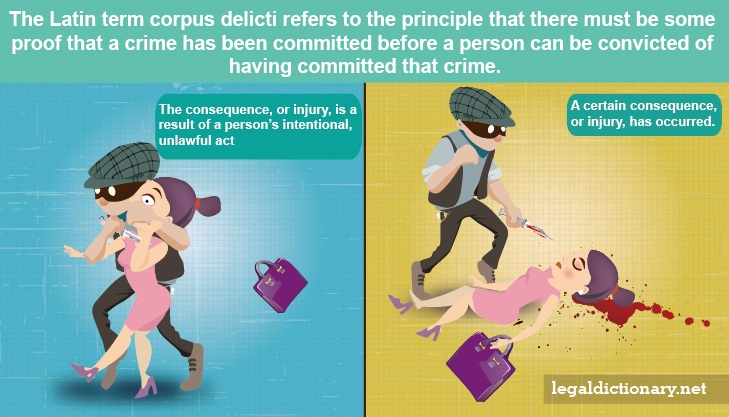 The Latin term corpus delicti refers to the principle that there must be some
proof that a crime has been committed before a person can be convicted of
having committed that crime.
The consequence, or injury, is a
result of a person's intentional,
unlawful act
A certain consequence,
or injury, has occurred.
legaldictionary.net